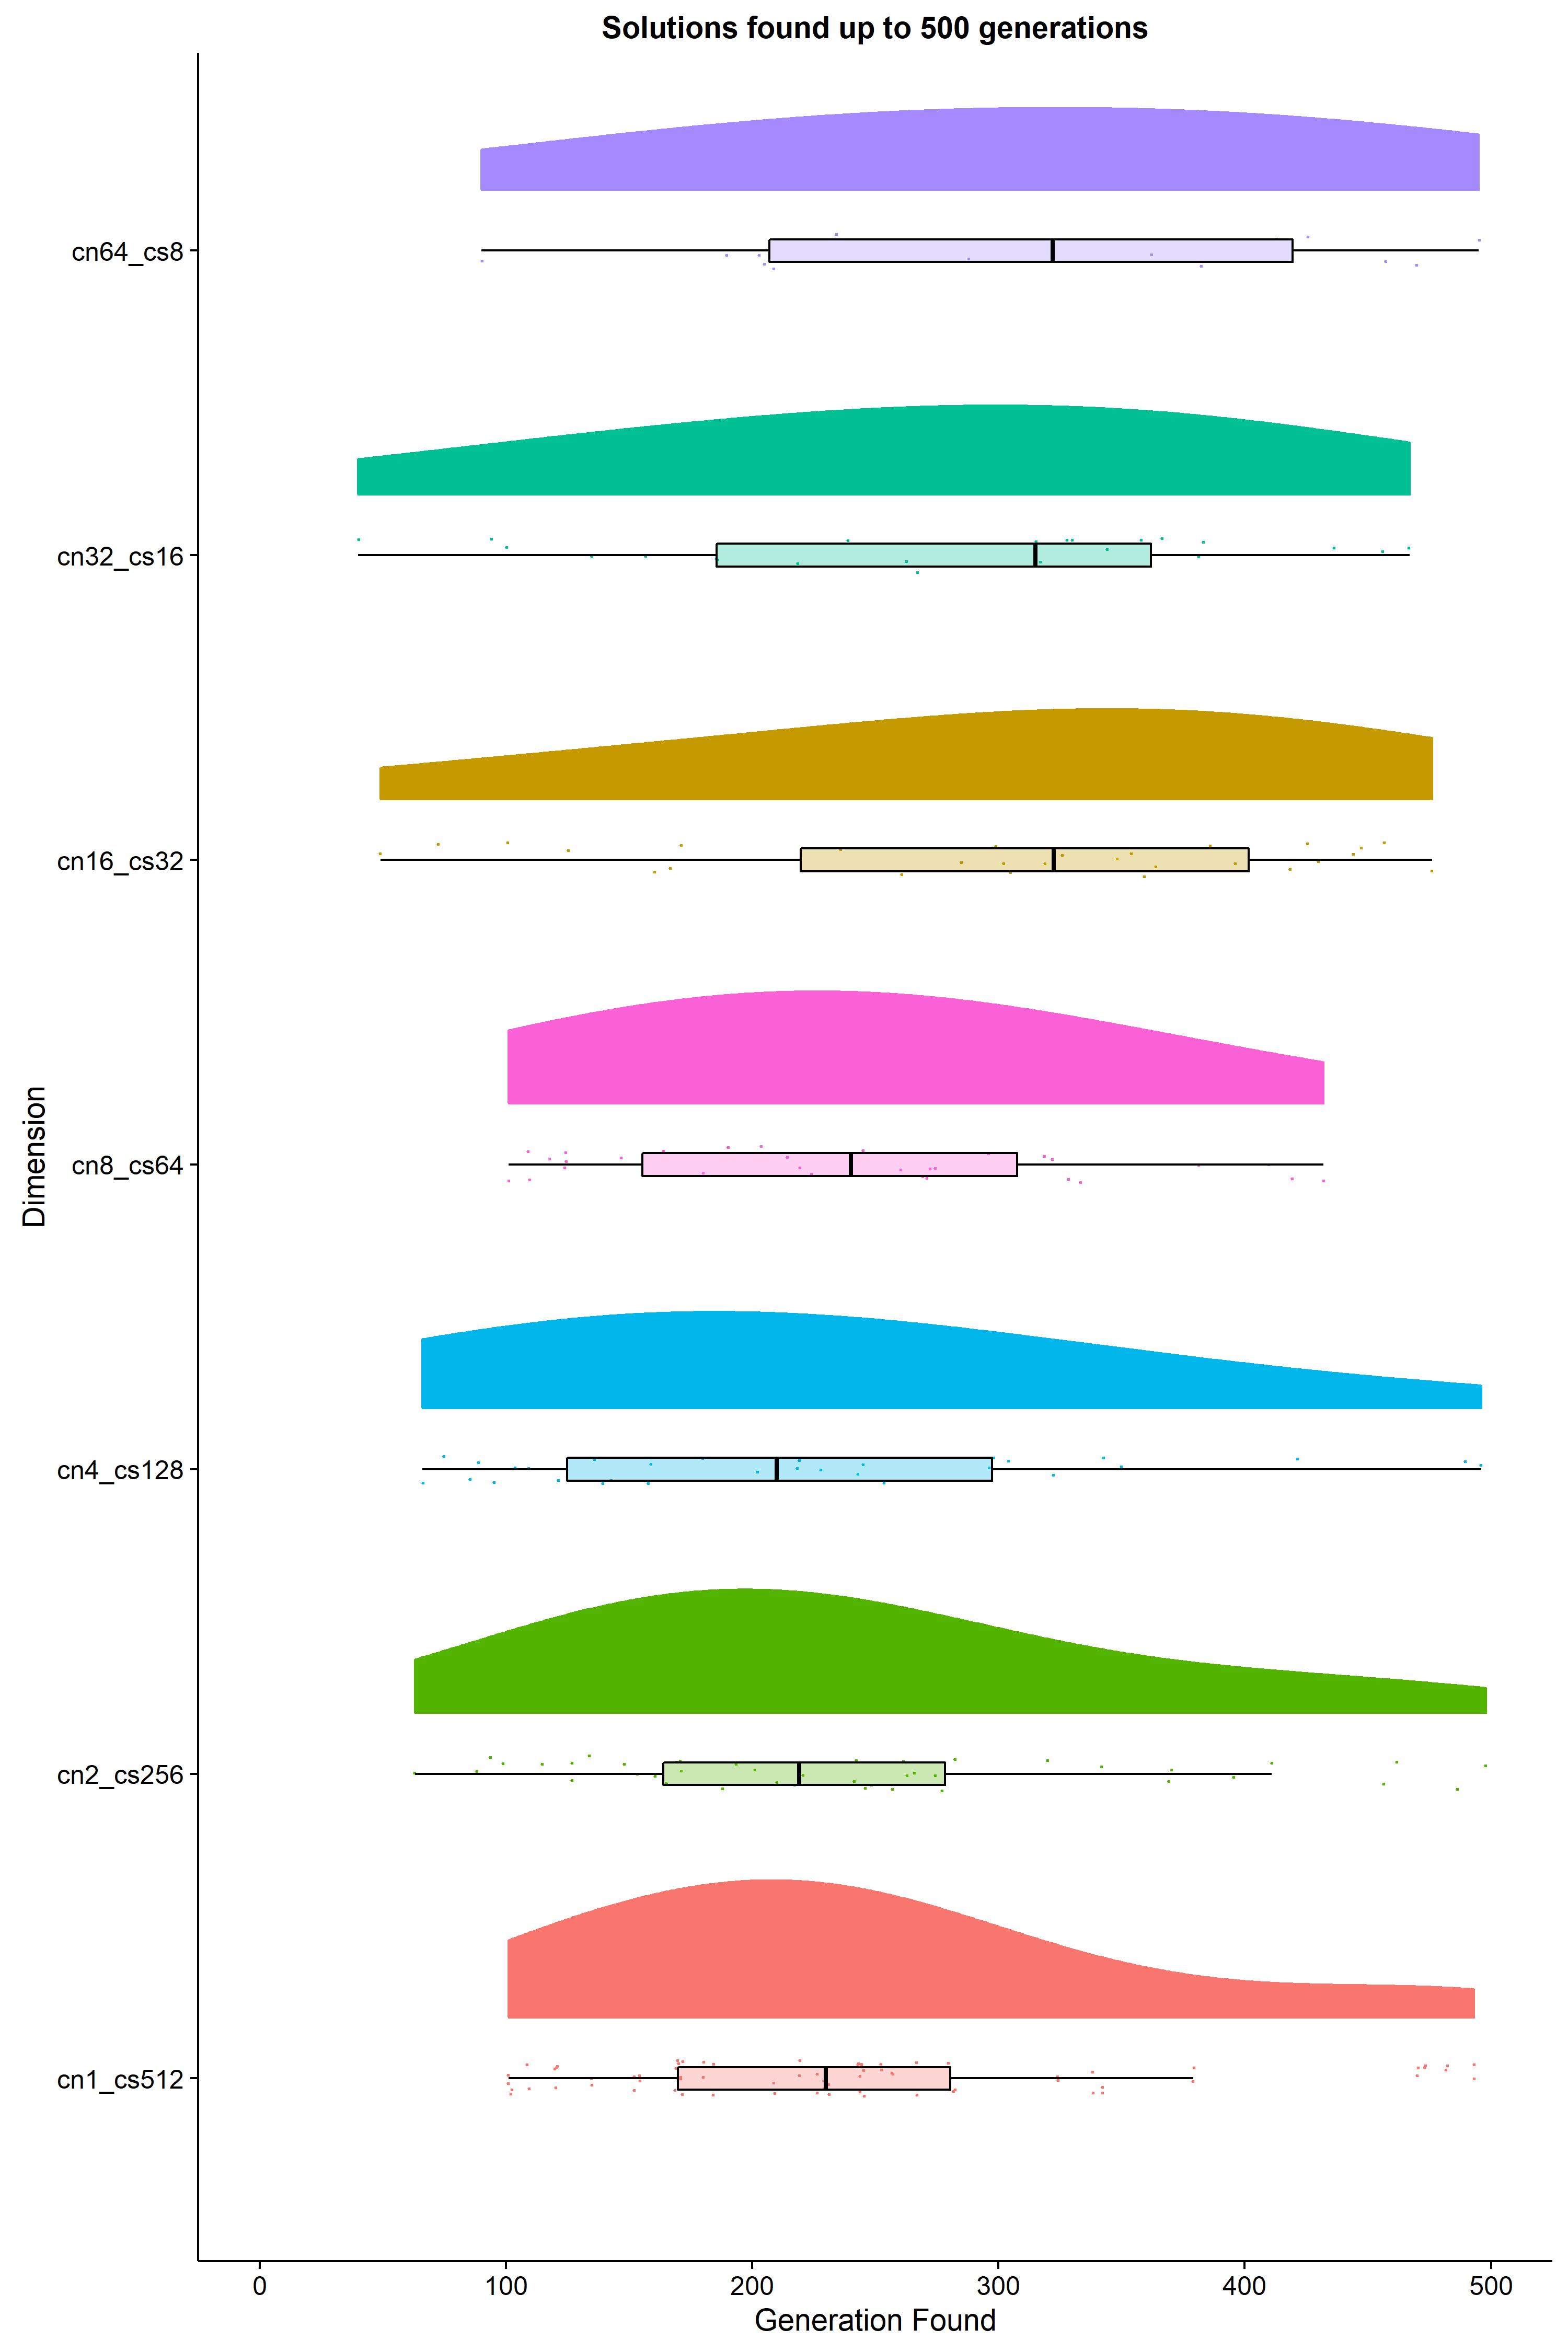 Solutions found up to 500 generations
cn64_cs8
cn32_cs16
cn16_cs32
cn8_cs64
cn4_cs128
cn2_cs256
cn1_cs512
Dimension
0 100 200 300 400 500
Generation Found